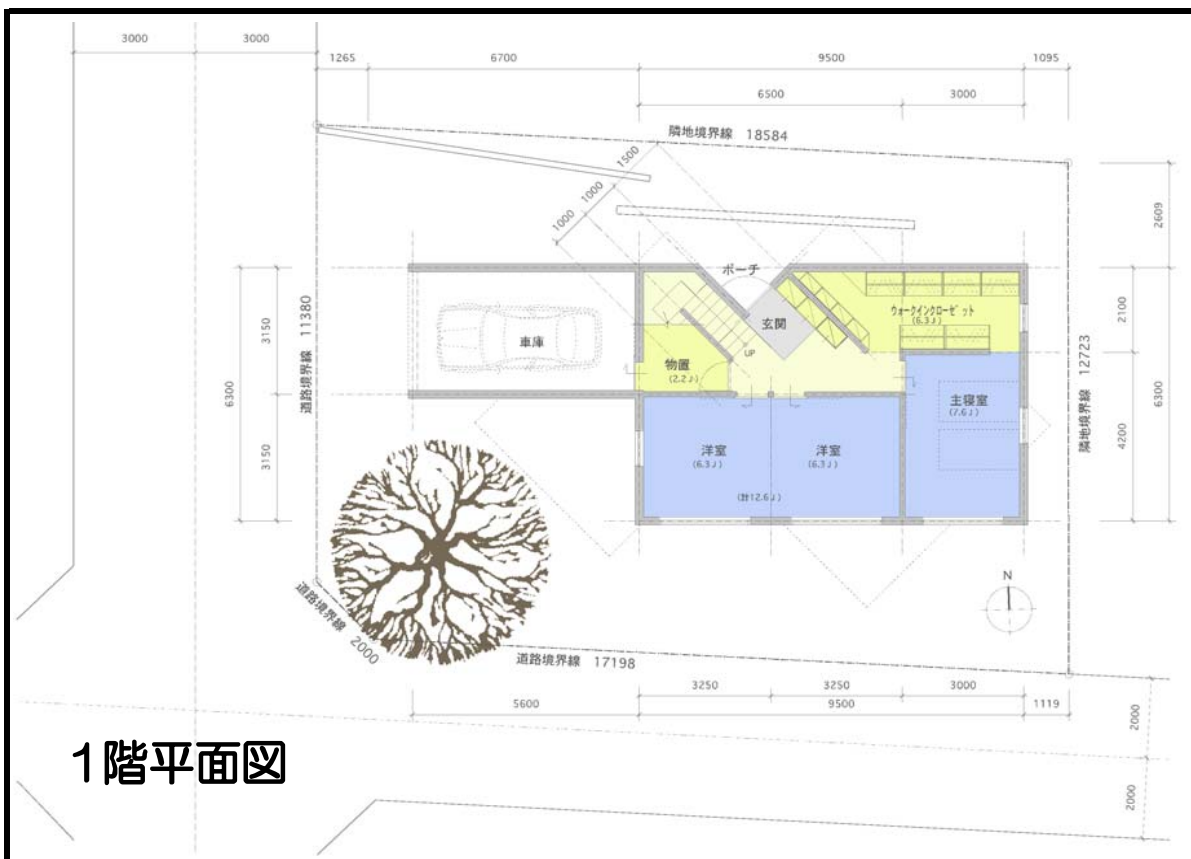 3000
3000
1265
6700
9500
1095
6500
3000
隣地境界線 18584
1500
1000
1000
2609
ポーチ
ウォークインクローゼット
(6.3J)
玄関
車庫
UP
物置
(2.2J)
主寝室
(7.6J)
洋室
(6.3J)
洋室
(6.3J)
(計12.6J)
6300
3150
3150
道路境界線 11380
隣地境界線 12723
2100
4200
6300
N
道路境界線 2000
道路境界線 17198
3250
3250
3000
5600
9500
1119
2000
2000
1階平面図